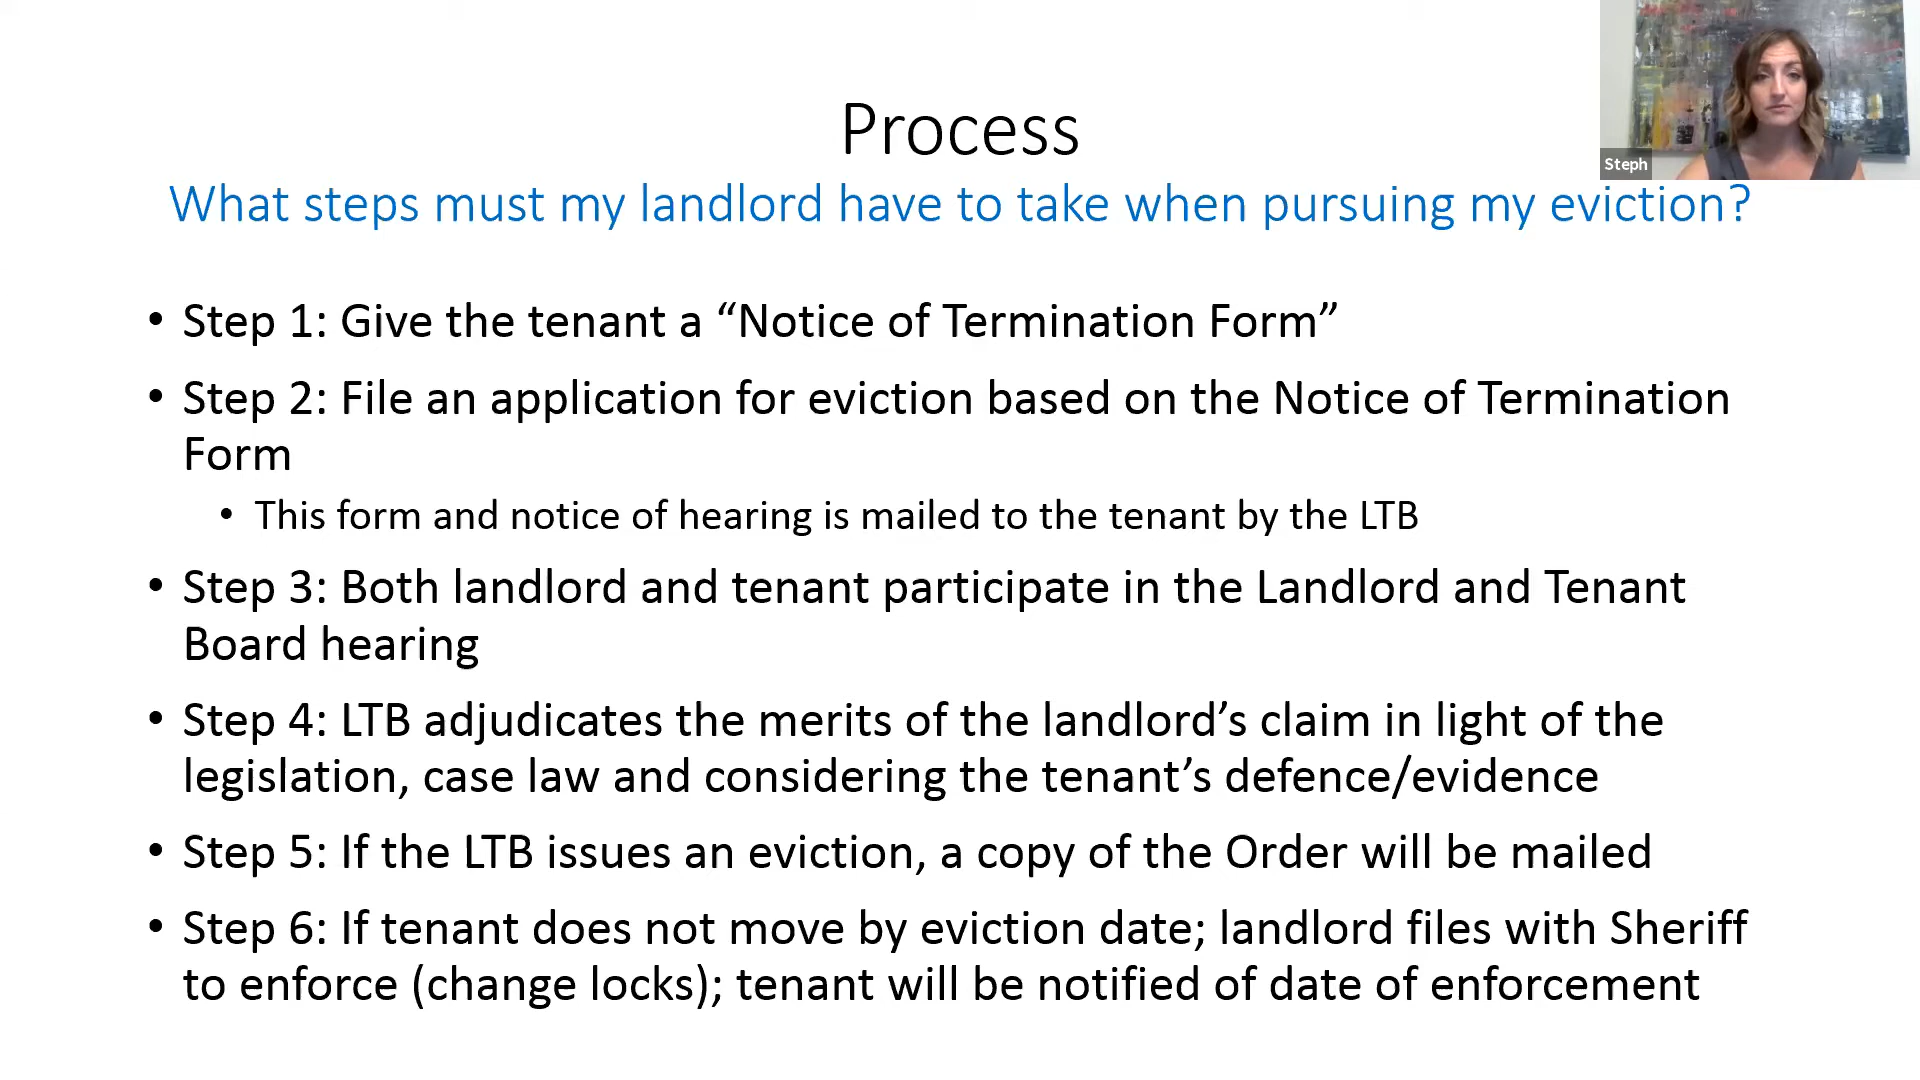 Steph
Process
What steps must my landlord have to take when pursuing my eviction?
• Step 1: Give the tenant a “Notice of Termination Form”
• Step 2: File an application for eviction based on the Notice of Termination
Form
• This form and notice of hearing is mailed to the tenant by the LTB
• Step 3: Both landlord and tenant participate in the Landlord and Tenant
Board hearing
• Step 4: LTB adjudicates the merits of the landlord’s claim in light of the
legislation, case law and considering the tenant’s defence/evidence
• Step 5: If the LTB issues an eviction, a copy of the Order will be mailed
• Step 6: If tenant does not move by eviction date; landlord files with Sheriff
to enforce (change locks); tenant will be notified of date of enforcement